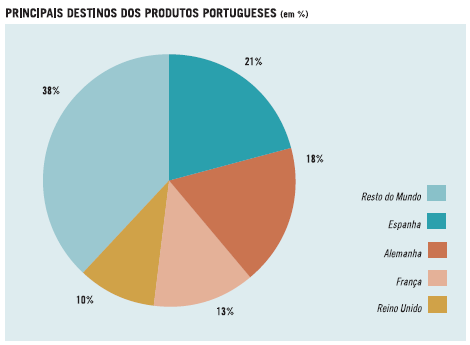 PRINCIPAIS DESTINOS DOS PRODUTOS PORTUGUESES (em %)
21%
38%
18%
Resto do Mundo
Espanha
Alemanha
França
Reino Unido
10%
13%